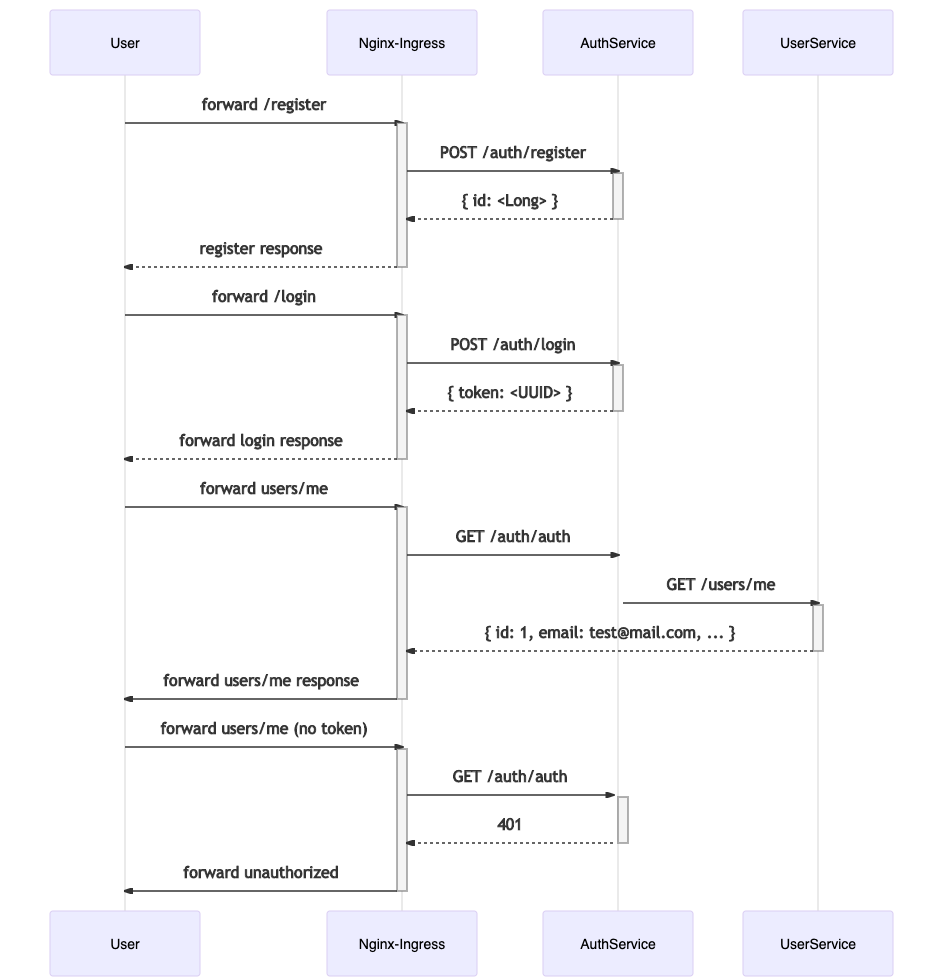 User
Nginx-Ingress
AuthService
UserService
forward /register
POST /auth/register
{ id: <Long> }
register response
forward /login
POST /auth/login
{ token: <UUID> }
forward login response
forward users/me
GET /auth/auth
GET /users/me
{ id: 1, email: test@mail.com, ... }
forward users/me response
forward users/me (no token)
GET /auth/auth
401
forward unauthorized
User
Nginx-Ingress
AuthService
UserService